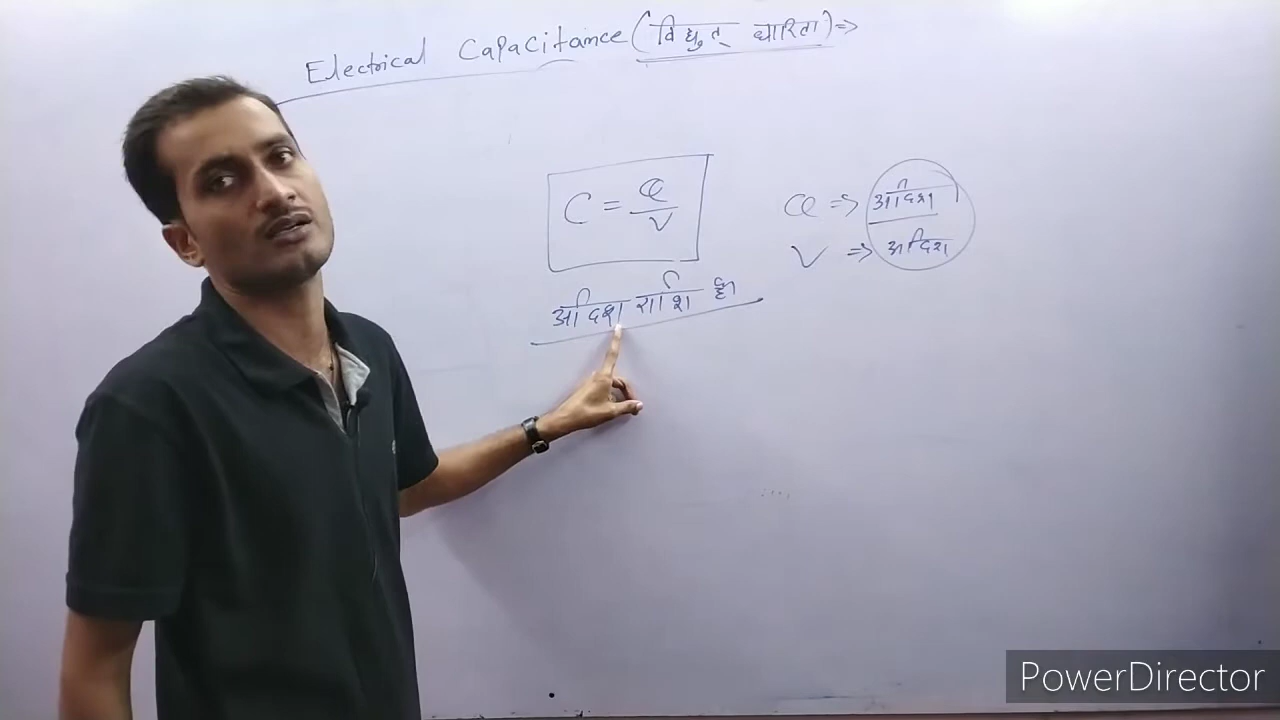 Electrical Capacitance (विद्युत धारिता) ⇒
C = Q/V
Q ⇒ अदिश
V ⇒ अदिश
अदिश राशि है।
PowerDirector